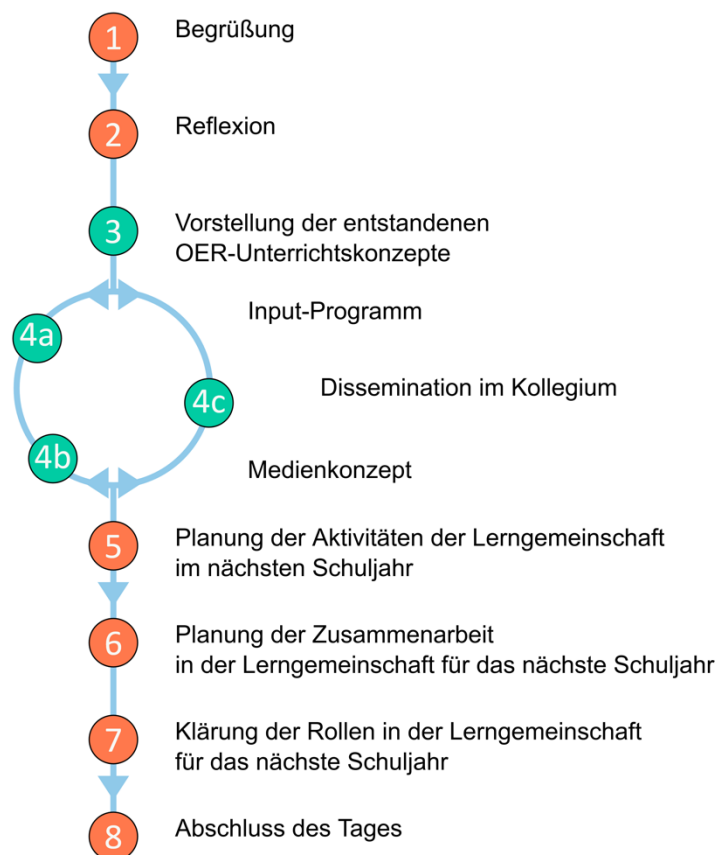 1 Begrüßung
2 Reflexion
3 Vorstellung der entstandenen
OER-Unterrichtskonzepte
Input-Programm
4a
Dissemination im Kollegium
4c
4b
Medienkonzept
5 Planung der Aktivitäten der Lerngemeinschaft
im nächsten Schuljahr
6 Planung der Zusammenarbeit
in der Lerngemeinschaft für das nächste Schuljahr
7 Klärung der Rollen in der Lerngemeinschaft
für das nächste Schuljahr
8 Abschluss des Tages